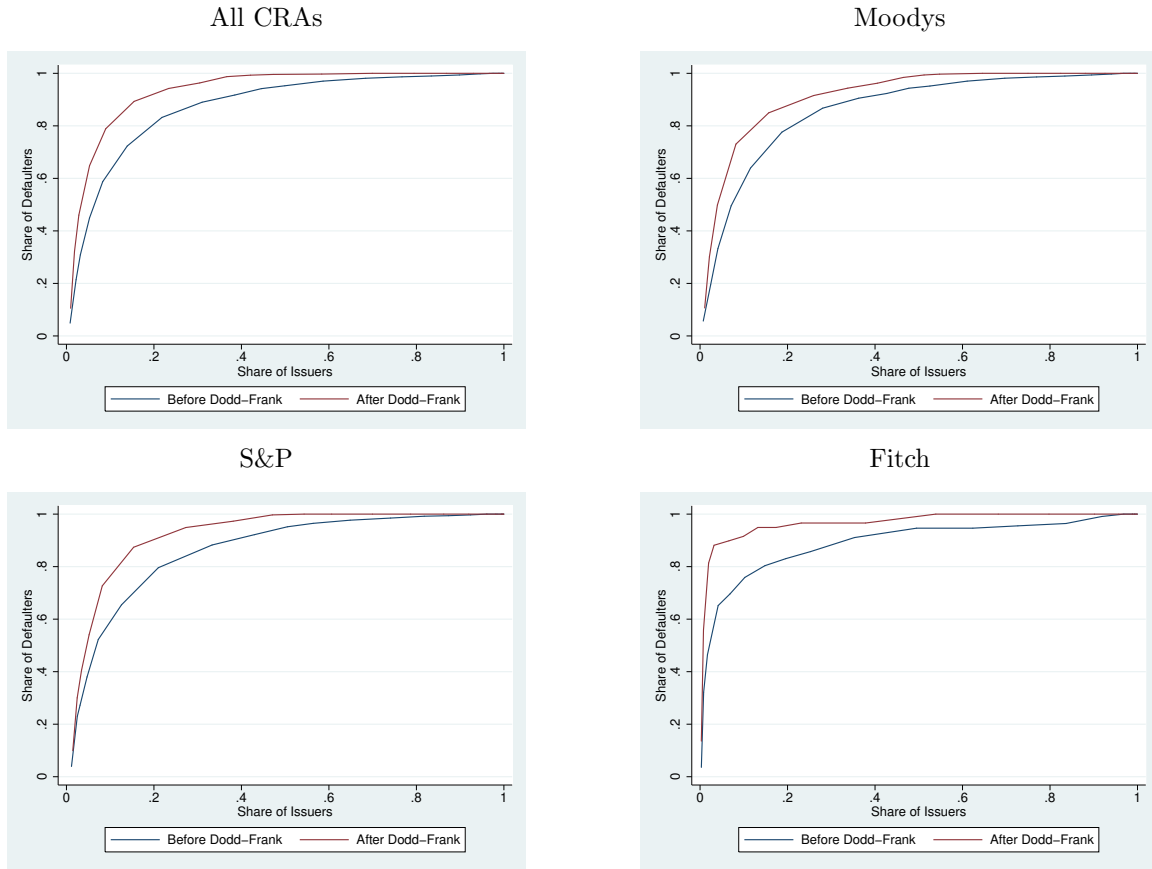 All CRAs
Share of Defaulters
0 .2 .4 .6 .8 1
0 .2 .4 .6 .8 1
Share of Issuers
Before Dodd−Frank After Dodd−Frank
Moodys
Share of Defaulters
0 .2 .4 .6 .8 1
0 .2 .4 .6 .8 1
Share of Issuers
Before Dodd−Frank After Dodd−Frank
S&P
Share of Defaulters
0 .2 .4 .6 .8 1
0 .2 .4 .6 .8 1
Share of Issuers
Before Dodd−Frank After Dodd−Frank
Fitch
Share of Defaulters
0 .2 .4 .6 .8 1
0 .2 .4 .6 .8 1
Share of Issuers
Before Dodd−Frank After Dodd−Frank